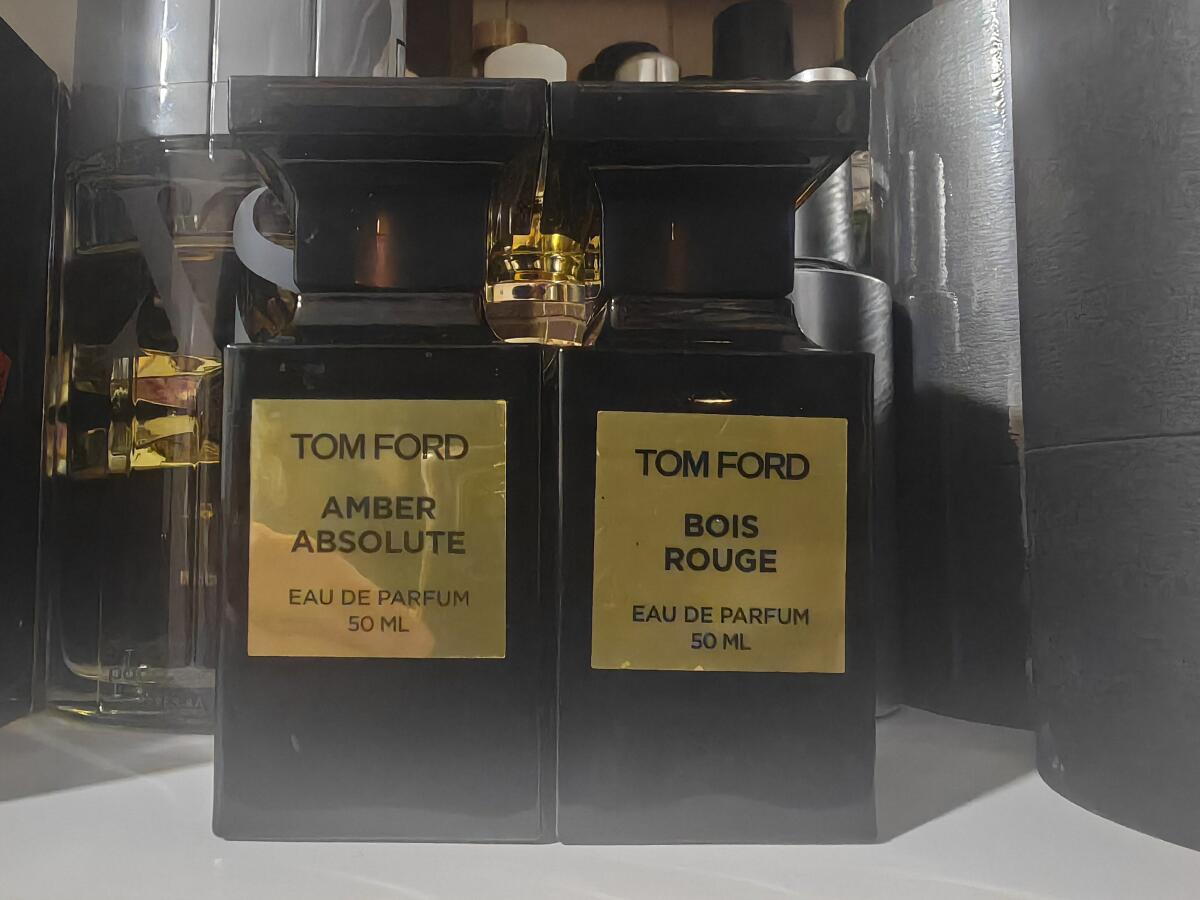 TOM FORD
AMBER
ABSOLUTE
EAU DE PARFUM
50 ML
TOM FORD
BOIS
ROUGE
EAU DE PARFUM
50 ML